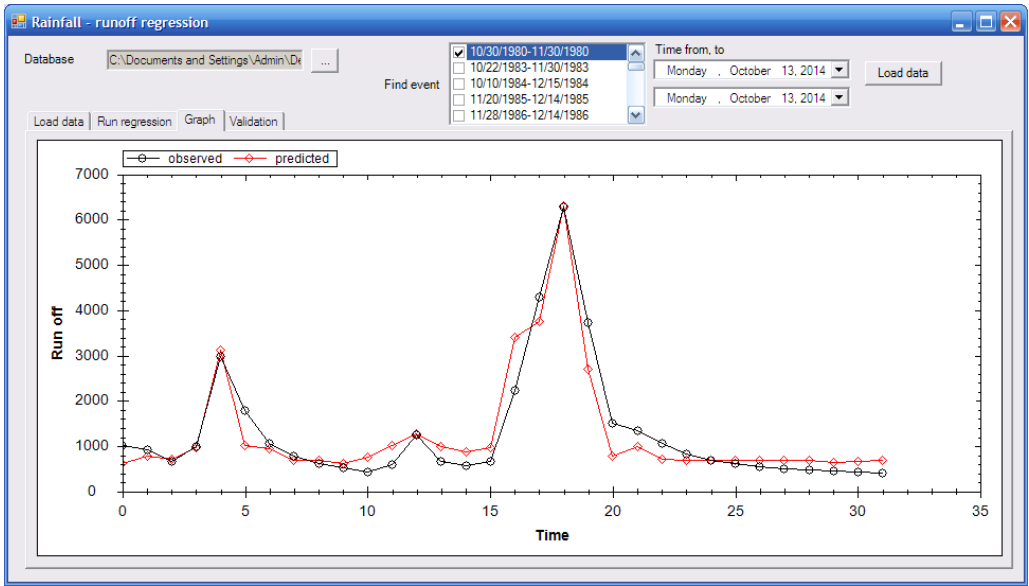 Rainfall - runoff regression
Database
C:\Documents and Settings\Admin\De
...
Find event
10/30/1980-11/30/1980
10/22/1983-11/30/1983
10/10/1984-12/15/1984
11/20/1985-12/14/1985
11/28/1986-12/14/1986
Time from, to
Monday , October 13, 2014
Monday , October 13, 2014
Load data
Load data Run regression Graph Validation
observed predicted
7000
6000
5000
4000
3000
2000
1000
0
Run off
0 5 10 15 20 25 30 35
Time